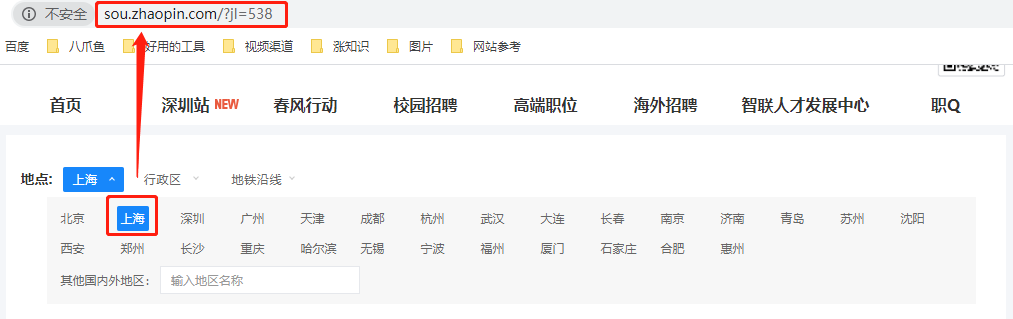 不安全 sou.zhaopin.com/?jl=538
百度 八爪鱼 好用的工具 视频渠道 涨知识 图片 网站参考
首页 深圳站 NEW 春风行动 校园招聘 高端职位 海外招聘 智联人才发展中心 职Q
地点: 上海 行政区 地铁沿线
北京 上海 深圳 广州 天津 成都 杭州 武汉 大连 长春 南京 济南 青岛 苏州 沈阳
西安 郑州 长沙 重庆 哈尔滨 无锡 宁波 福州 厦门 石家庄 合肥 惠州
其他国内外地区: 输入地区名称